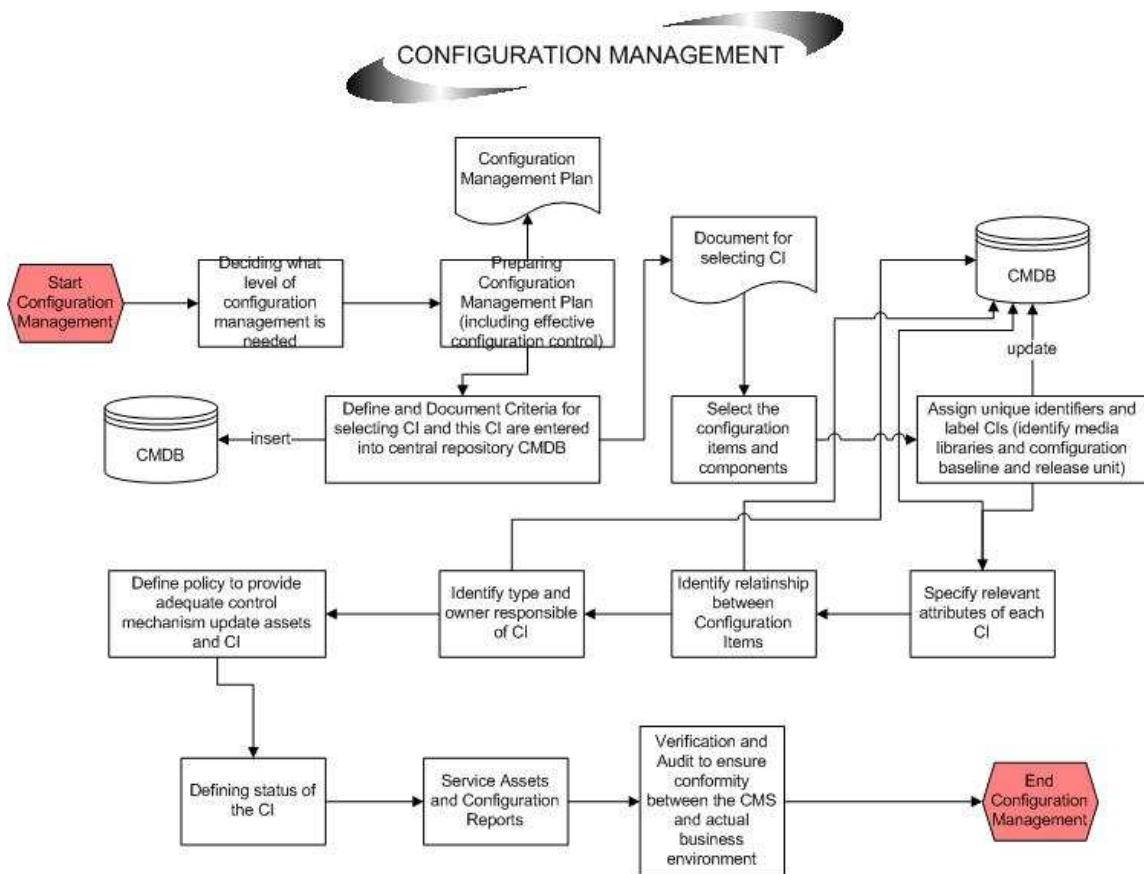 CONFIGURATION MANAGEMENT
Configuration
Management Plan
Document for
selecting CI
CMDB
Start
Configuration
Management
Deciding what
level of
configuration
management is
needed
Preparing
Configuration
Management Plan
(including effective
configuration control)
update
CMDB
insert
Define and Document Criteria for
selecting CI and this CI are entered
into central repository CMDB
Select the
configuration
items and
components
Assign unique identifiers and
label CIs (identify media
libraries and comfiguration
baseline and release unit)
Define policy to provide
adequate control
mechanism update assets
and CI
Identify type and
owner responsible
of CI
Identify relatinship
between
Configuration
Items
Specify relevant
attributes of each
CI
Defining status of
the CI
Service Assets
and Configuration
Reports
Verification and
Audit to ensure
conformity
between the CMS
and actual
business
environment
End
Configuration
Management